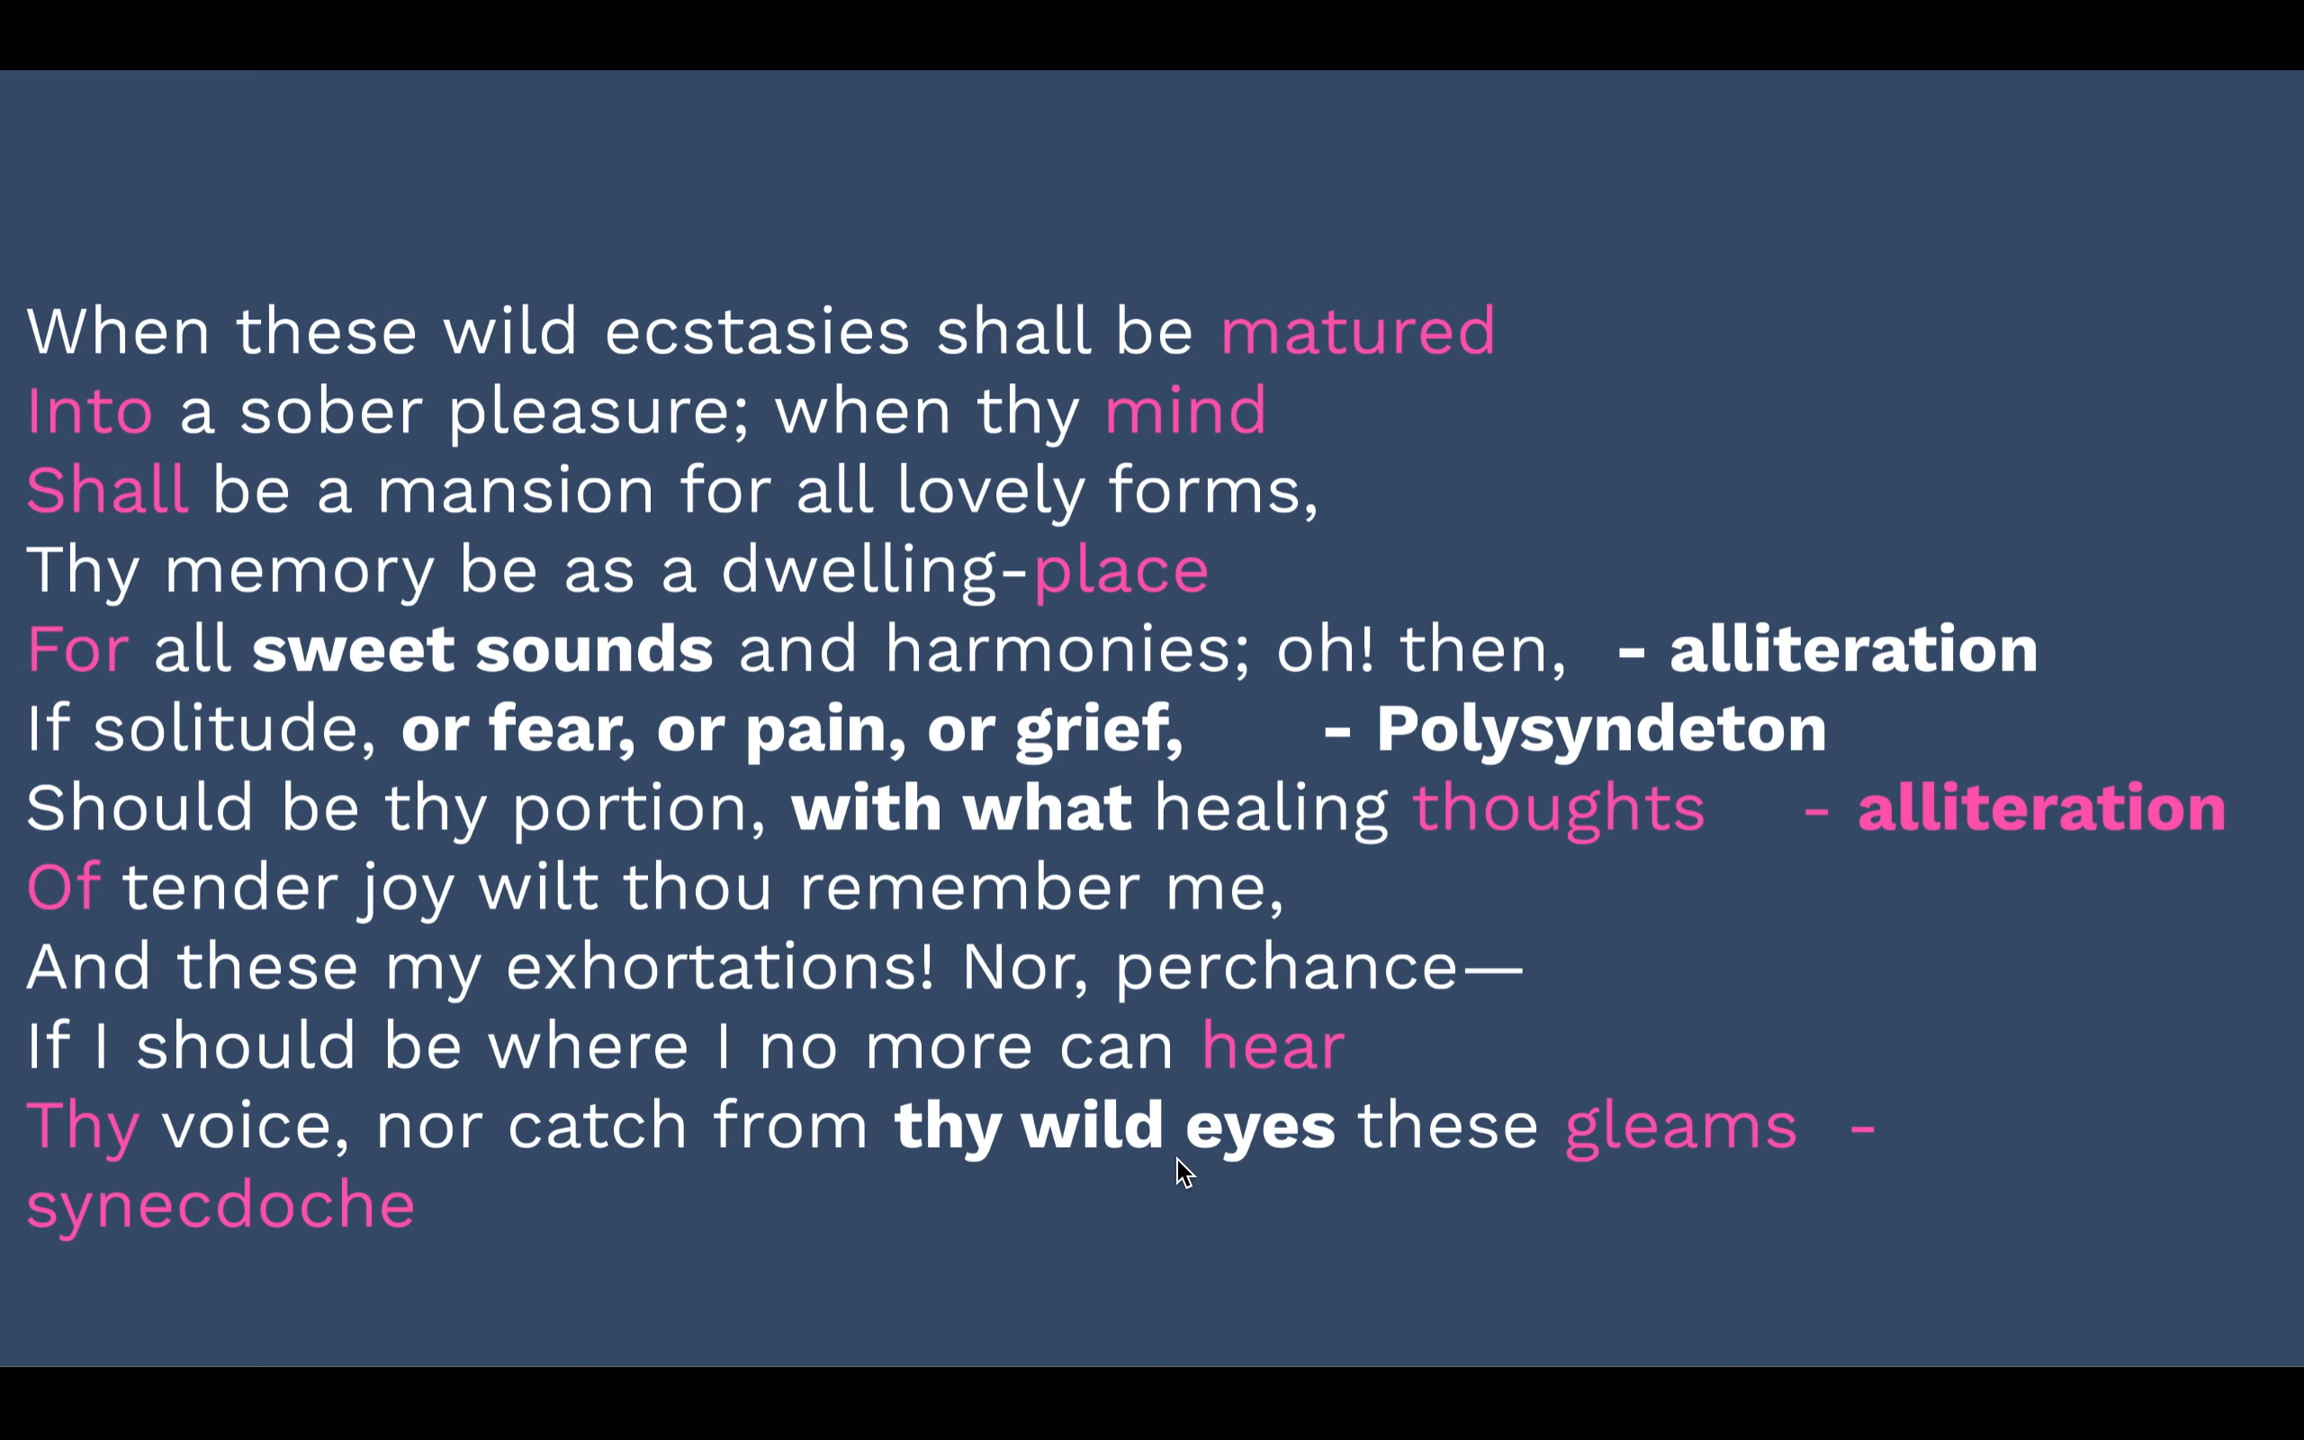 When these wild ecstasies shall be matured
Into a sober pleasure; when thy mind
Shall be a mansion for all lovely forms,
Thy memory be as a dwelling-place
For all sweet sounds and harmonies; oh! then, - alliteration
If solitude, or fear, or pain, or grief, - Polysyndeton
Should be thy portion, with what healing thoughts - alliteration
Of tender joy wilt thou remember me,
And these my exhortations! Nor, perchance—
If I should be where I no more can hear
Thy voice, nor catch from thy wild eyes these gleams -
synecdoche